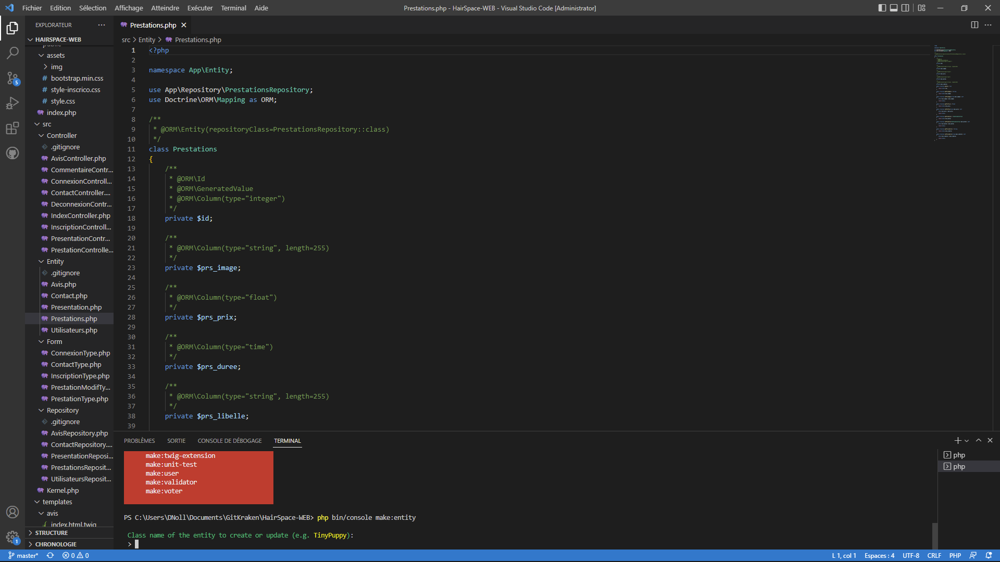 Fichier Edition Sélection Affichage Atteindre Exécuter Terminal Aide
Prestations.php - HairSpace-WEB - Visual Studio Code [Administrator]
EXPLORATEUR
HAIRSPACE-WEB
public
assets
img
bootstrap.min.css
style-inscrico.css
style.css
index.php
src
Controller
.gitignore
AvisController.php
CommentaireContr...
ConnexionControll...
ContactController....
DeconnexionContr...
IndexController.php
InscriptionControll...
PresentationContr...
PrestationControlle...
Entity
.gitignore
Avis.php
Contact.php
Presentation.php
Prestations.php
Utilisateurs.php
Form
ConnexionType.php
ContactType.php
InscriptionType.php
PrestationModifTy...
PrestationType.php
Repository
.gitignore
AvisRepository.php
ContactRepository....
PresentationReposi...
PrestationsReposit...
UtilisateursReposit...
Kernel.php
templates
avis
index.html.twig
STRUCTURE
CHRONOLOGIE
5
1
Prestations.php
src > Entity > Prestations.php
1 <?php
2
3 namespace App\Entity;
4
5 use App\Repository\PrestationsRepository;
6 use Doctrine\ORM\Mapping as ORM;
7
8 /**
9 * @ORM\Entity(repositoryClass=PrestationsRepository::class)
10 */
11 class Prestations
12 {
13 /**
14 * @ORM\Id
15 * @ORM\GeneratedValue
16 * @ORM\Column(type="integer")
17 */
18 private $id;
19
20 /**
21 * @ORM\Column(type="string", length=255)
22 */
23 private $prs_image;
24
25 /**
26 * @ORM\Column(type="float")
27 */
28 private $prs_prix;
29
30 /**
31 * @ORM\Column(type="time")
32 */
33 private $prs_duree;
34
35 /**
36 * @ORM\Column(type="string", length=255)
37 */
38 private $prs_libelle;
39
PROBLÈMES SORTIE CONSOLE DE DÉBOGAGE TERMINAL
make:twig-extension
make:unit-test
make:user
make:validator
make:voter
PS C:\Users\DNoll\Documents\GitKraken\HairSpace-WEB> php bin/console make:entity
Class name of the entity to create or update (e.g. TinyPuppy):
>
php
php
master* 0 0
L 1, col 1 Espaces : 4 UTF-8 CRLF PHP